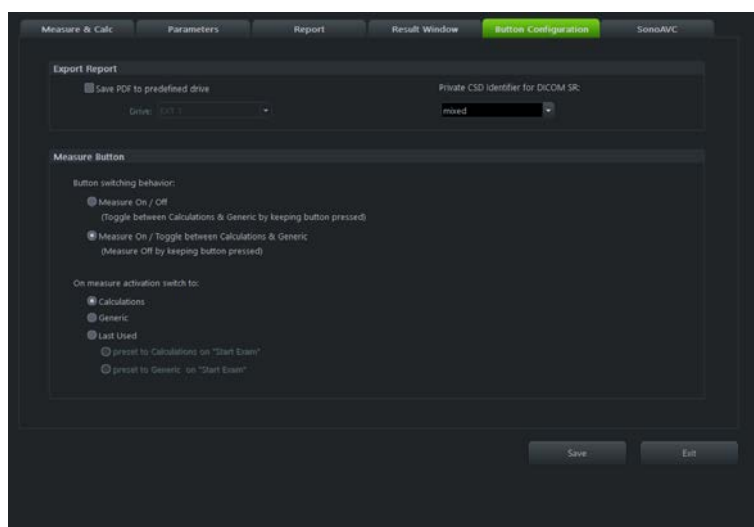 Measure & Calc Parameters Report Result Window Button Configuration SonoAVC
Export Report
Save PDF to predefined drive Private CSD Identifier for DICOM SR:
Drive: mixed
Measure Button
Button switching behavior:
Measure On / Off
(Toggle between Calculations & Generic by keeping button pressed)
Measure On / Toggle between Calculations & Generic
(Measure Off by keeping button pressed)
On measure activation switch to:
Calculations
Generic
Last Used
preset to Calculations on "Start Exam"
preset to Generic on "Start Exam"
Save Exit